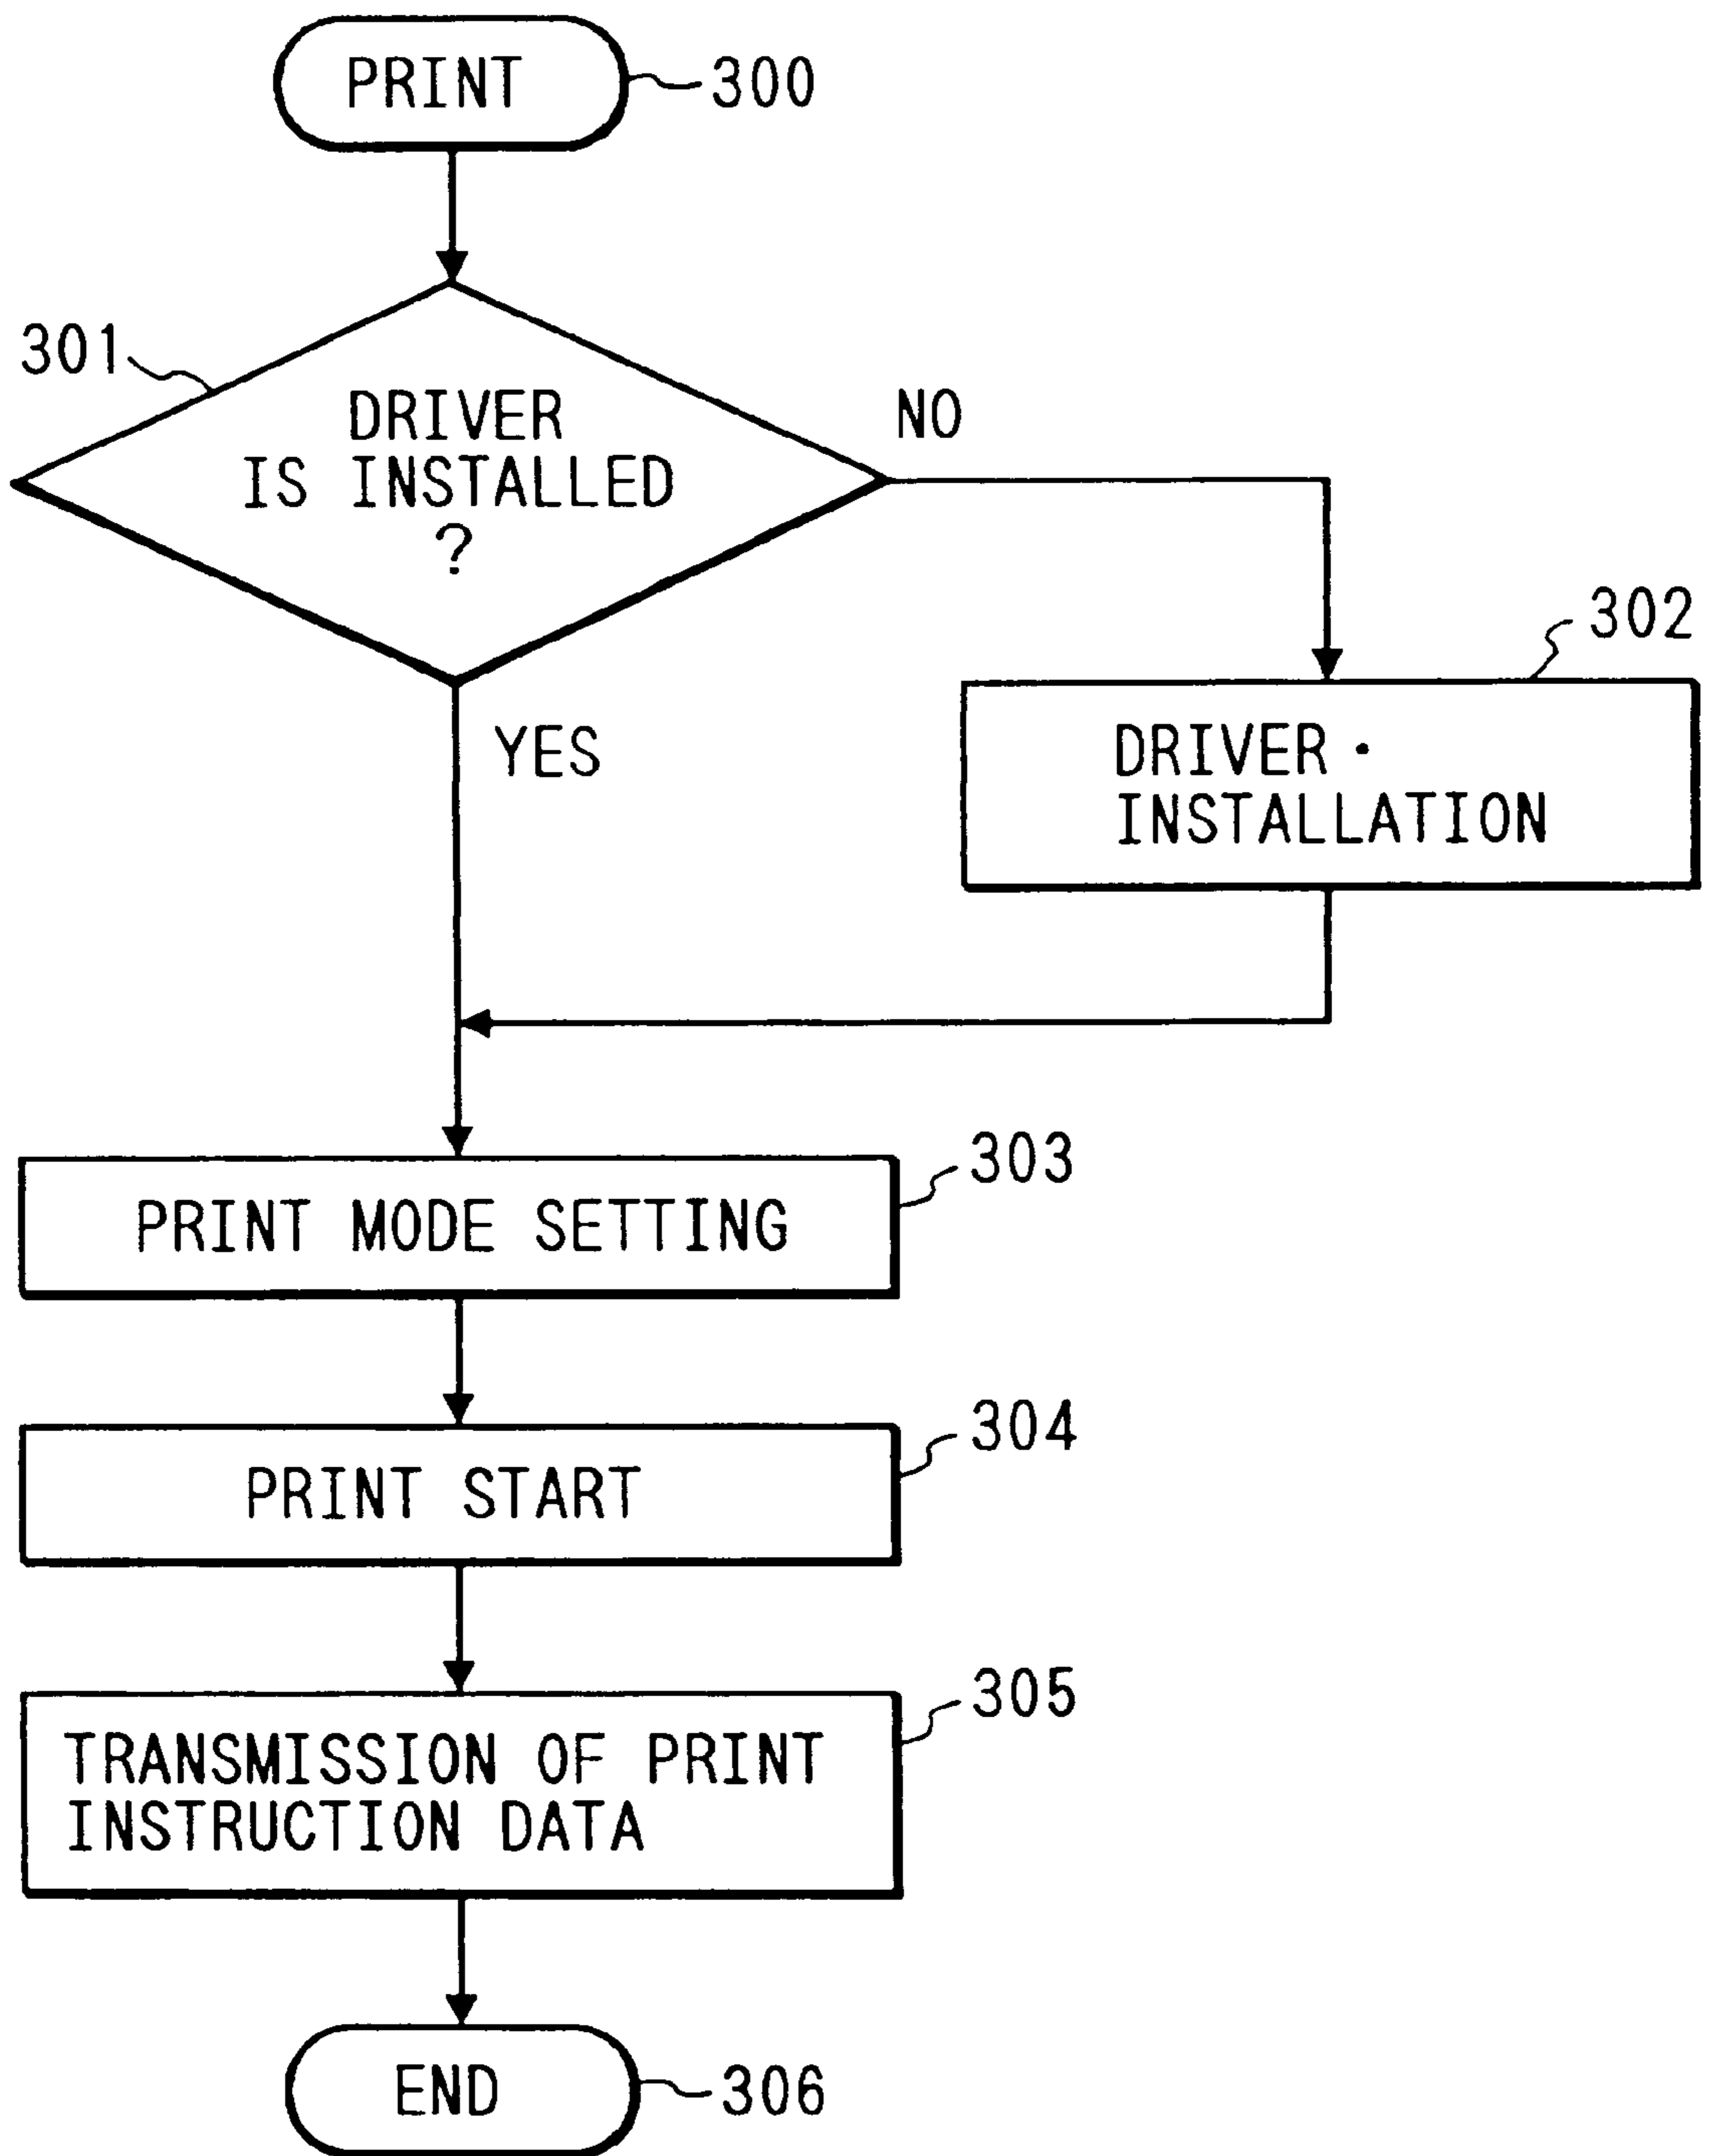 PRINT
300
301
DRIVER
IS INSTALLED
?
NO
302
DRIVER・
INSTALLATION
YES
303
PRINT MODE SETTING
304
PRINT START
305
TRANSMISSION OF PRINT
INSTRUCTION DATA
END
306